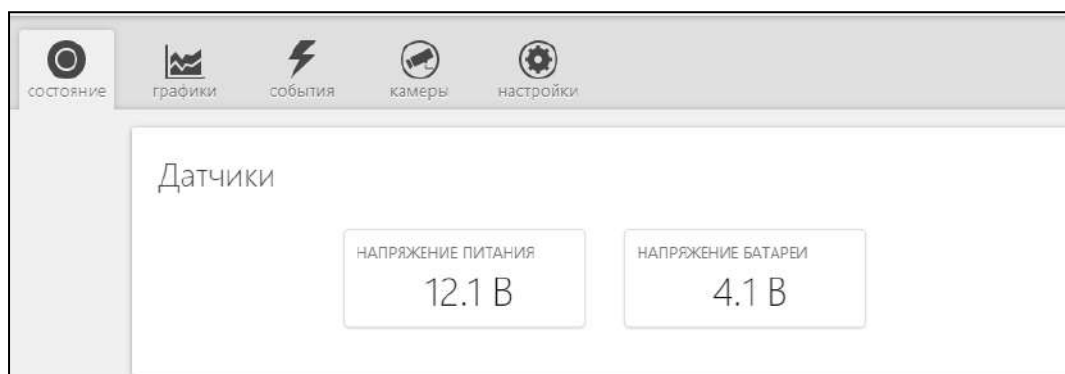 состояние графики события камеры настройки
Датчики
НАПРЯЖЕНИЕ ПИТАНИЯ НАПРЯЖЕНИЕ БАТАРЕИ
12.1 В 4.1 В